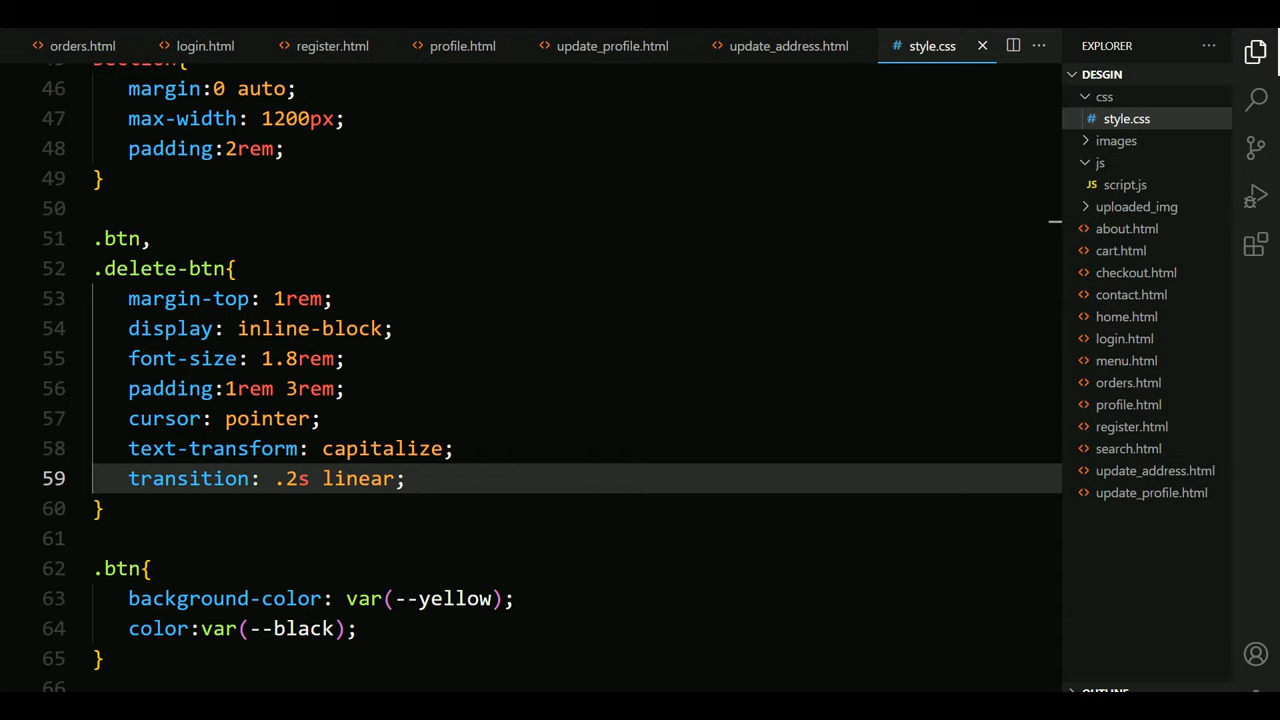 orders.html login.html register.html profile.html update_profile.html update_address.html # style.css
46 margin:0 auto;
47 max-width: 1200px;
48 padding:2rem;
49 }
50
51 .btn,
52 .delete-btn{
53 margin-top: 1rem;
54 display: inline-block;
55 font-size: 1.8rem;
56 padding:1rem 3rem;
57 cursor: pointer;
58 text-transform: capitalize;
59 transition: .2s linear;
60 }
61
62 .btn{
63 background-color: var(--yellow);
64 color:var(--black);
65 }
66
EXPLORER
DESGIN
css
# style.css
images
js
JS script.js
uploaded_img
about.html
cart.html
checkout.html
contact.html
home.html
login.html
menu.html
orders.html
profile.html
register.html
search.html
update_address.html
update_profile.html
OUTLINE